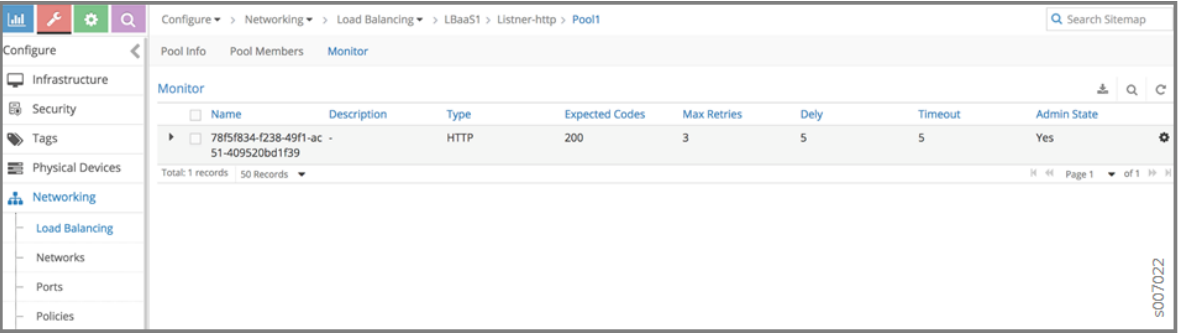 Configure > Networking > Load Balancing > LBaaS1 > Listner-http > Pool1
Search Sitemap
Configure
Pool Info Pool Members Monitor
Infrastructure
Security
Tags
Physical Devices
Networking
Load Balancing
Networks
Ports
Policies
Monitor
Name Description Type Expected Codes Max Retries Dely Timeout Admin State
78f5f834-f238-49f1-ac - HTTP 200 3 5 5 Yes
51-409520bd1f39
Total: 1 records 50 Records Page 1 of 1
s007022